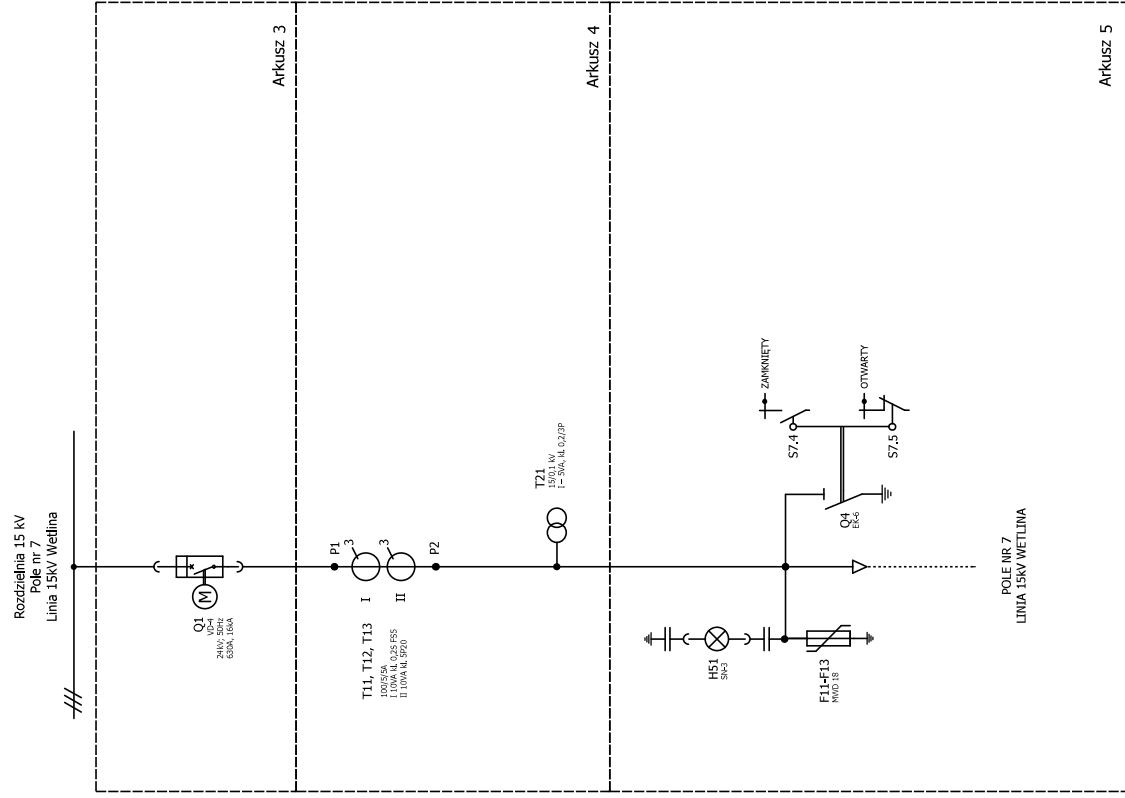 Rozdzielnia 15 kV
Pole nr 7
Linia 15kV Wetlina
Arkusz 3
Q1
VD-4
24kV; 50Hz
630A, 16kA
M
Arkusz 4
P1
3
3
I
II
P2
T11, T12, T13
100/5/5A
I 10VA kl. 0,2S FS5
II 10VA kl. 5P20
T21
15/0,1 kV
I - 5VA, kl. 0,2/3P
Arkusz 5
ZAMKNIĘTY
OTWARTY
S7.4
S7.5
Q4
EK-6
H51
SN-3
F11-F13
MWD 18
POLE NR 7
LINIA 15kV WETLINA